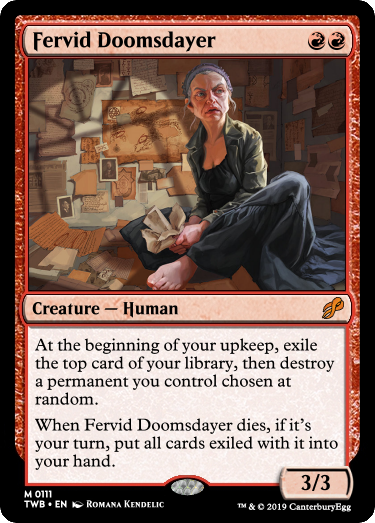 Fervid Doomsdayer
Creature — Human
At the beginning of your upkeep, exile
the top card of your library, then destroy
a permanent you control chosen at
random.
When Fervid Doomsdayer dies, if it's
your turn, put all cards exiled with it into
your hand.
3/3
M 0111
TWB • EN Romana Kendelic
™ & © 2019 CanterburyEgg